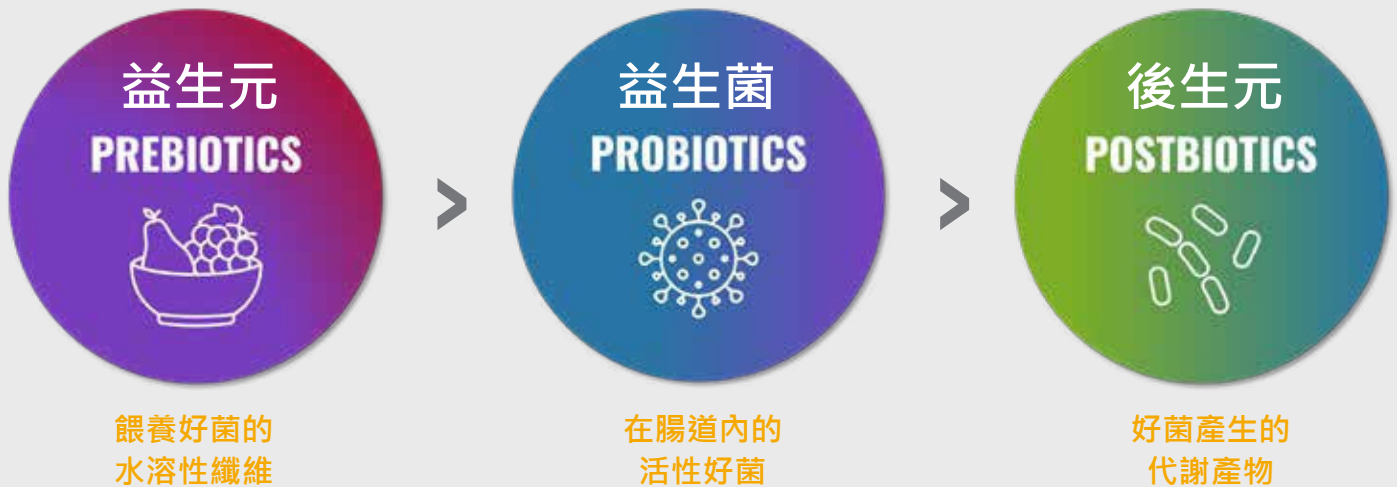 益生元
PREBIOTICS
餵養好菌的
水溶性纖維
益生菌
PROBIOTICS
在腸道內的
活性好菌
後生元
POSTBIOTICS
好菌產生的
代謝產物